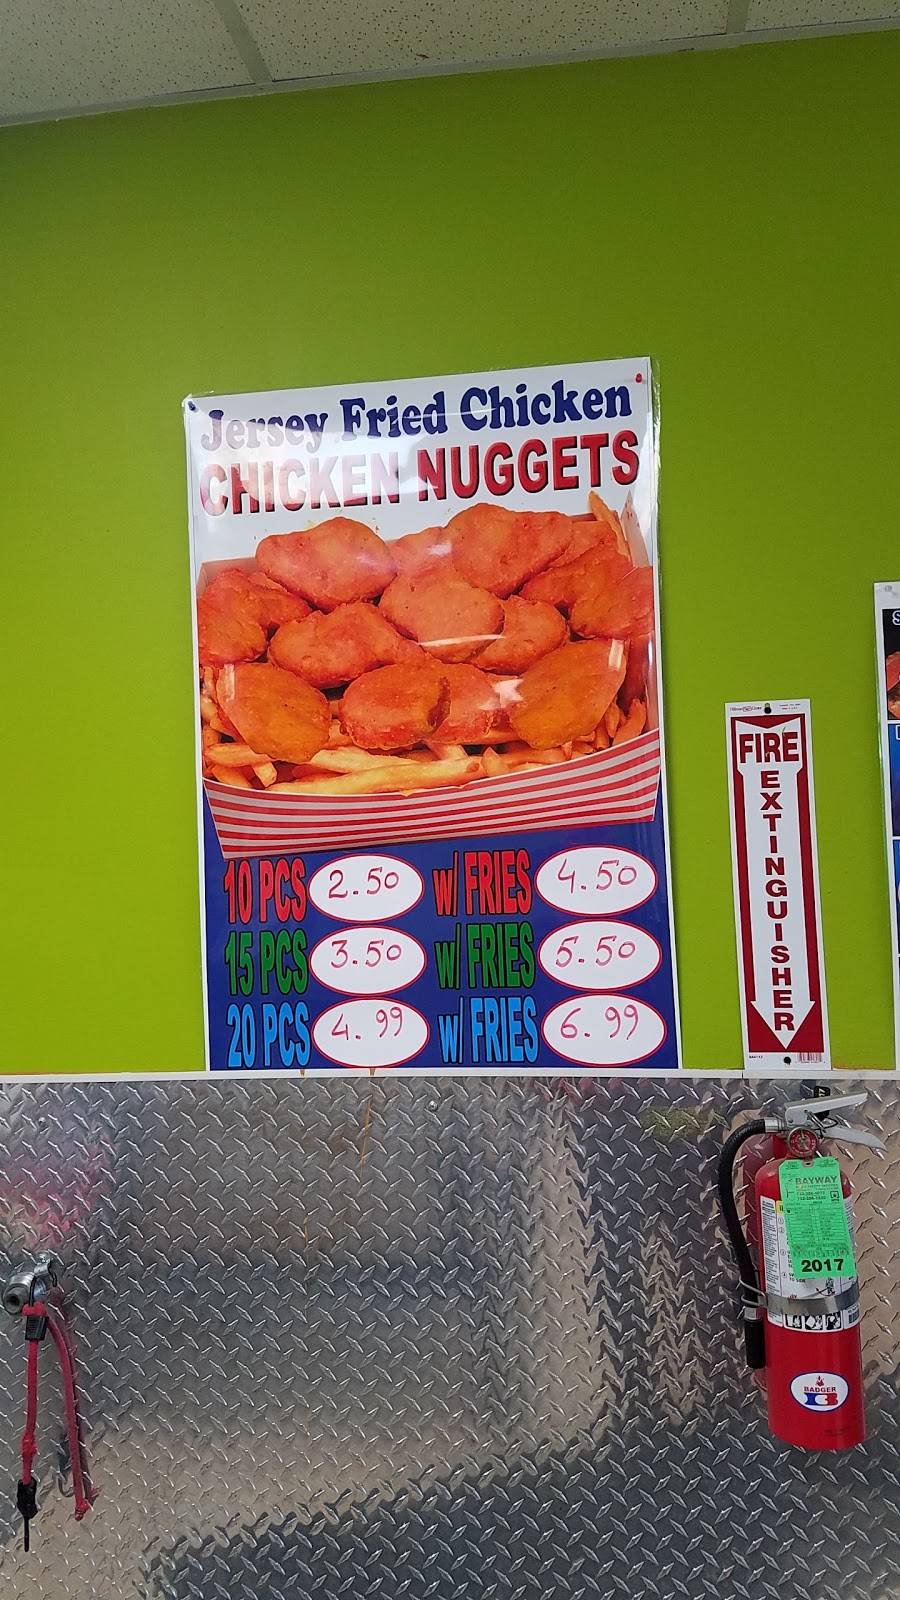 Jersey Fried Chicken
CHICKEN NUGGETS
10 PCS 2.50 w/ FRIES 4.50
15 PCS 3.50 w/ FRIES 5.50
20 PCS 4.99 w/ FRIES 6.99
FIRE
EXTINGUISHER
BAYWAY
2017
BADGER